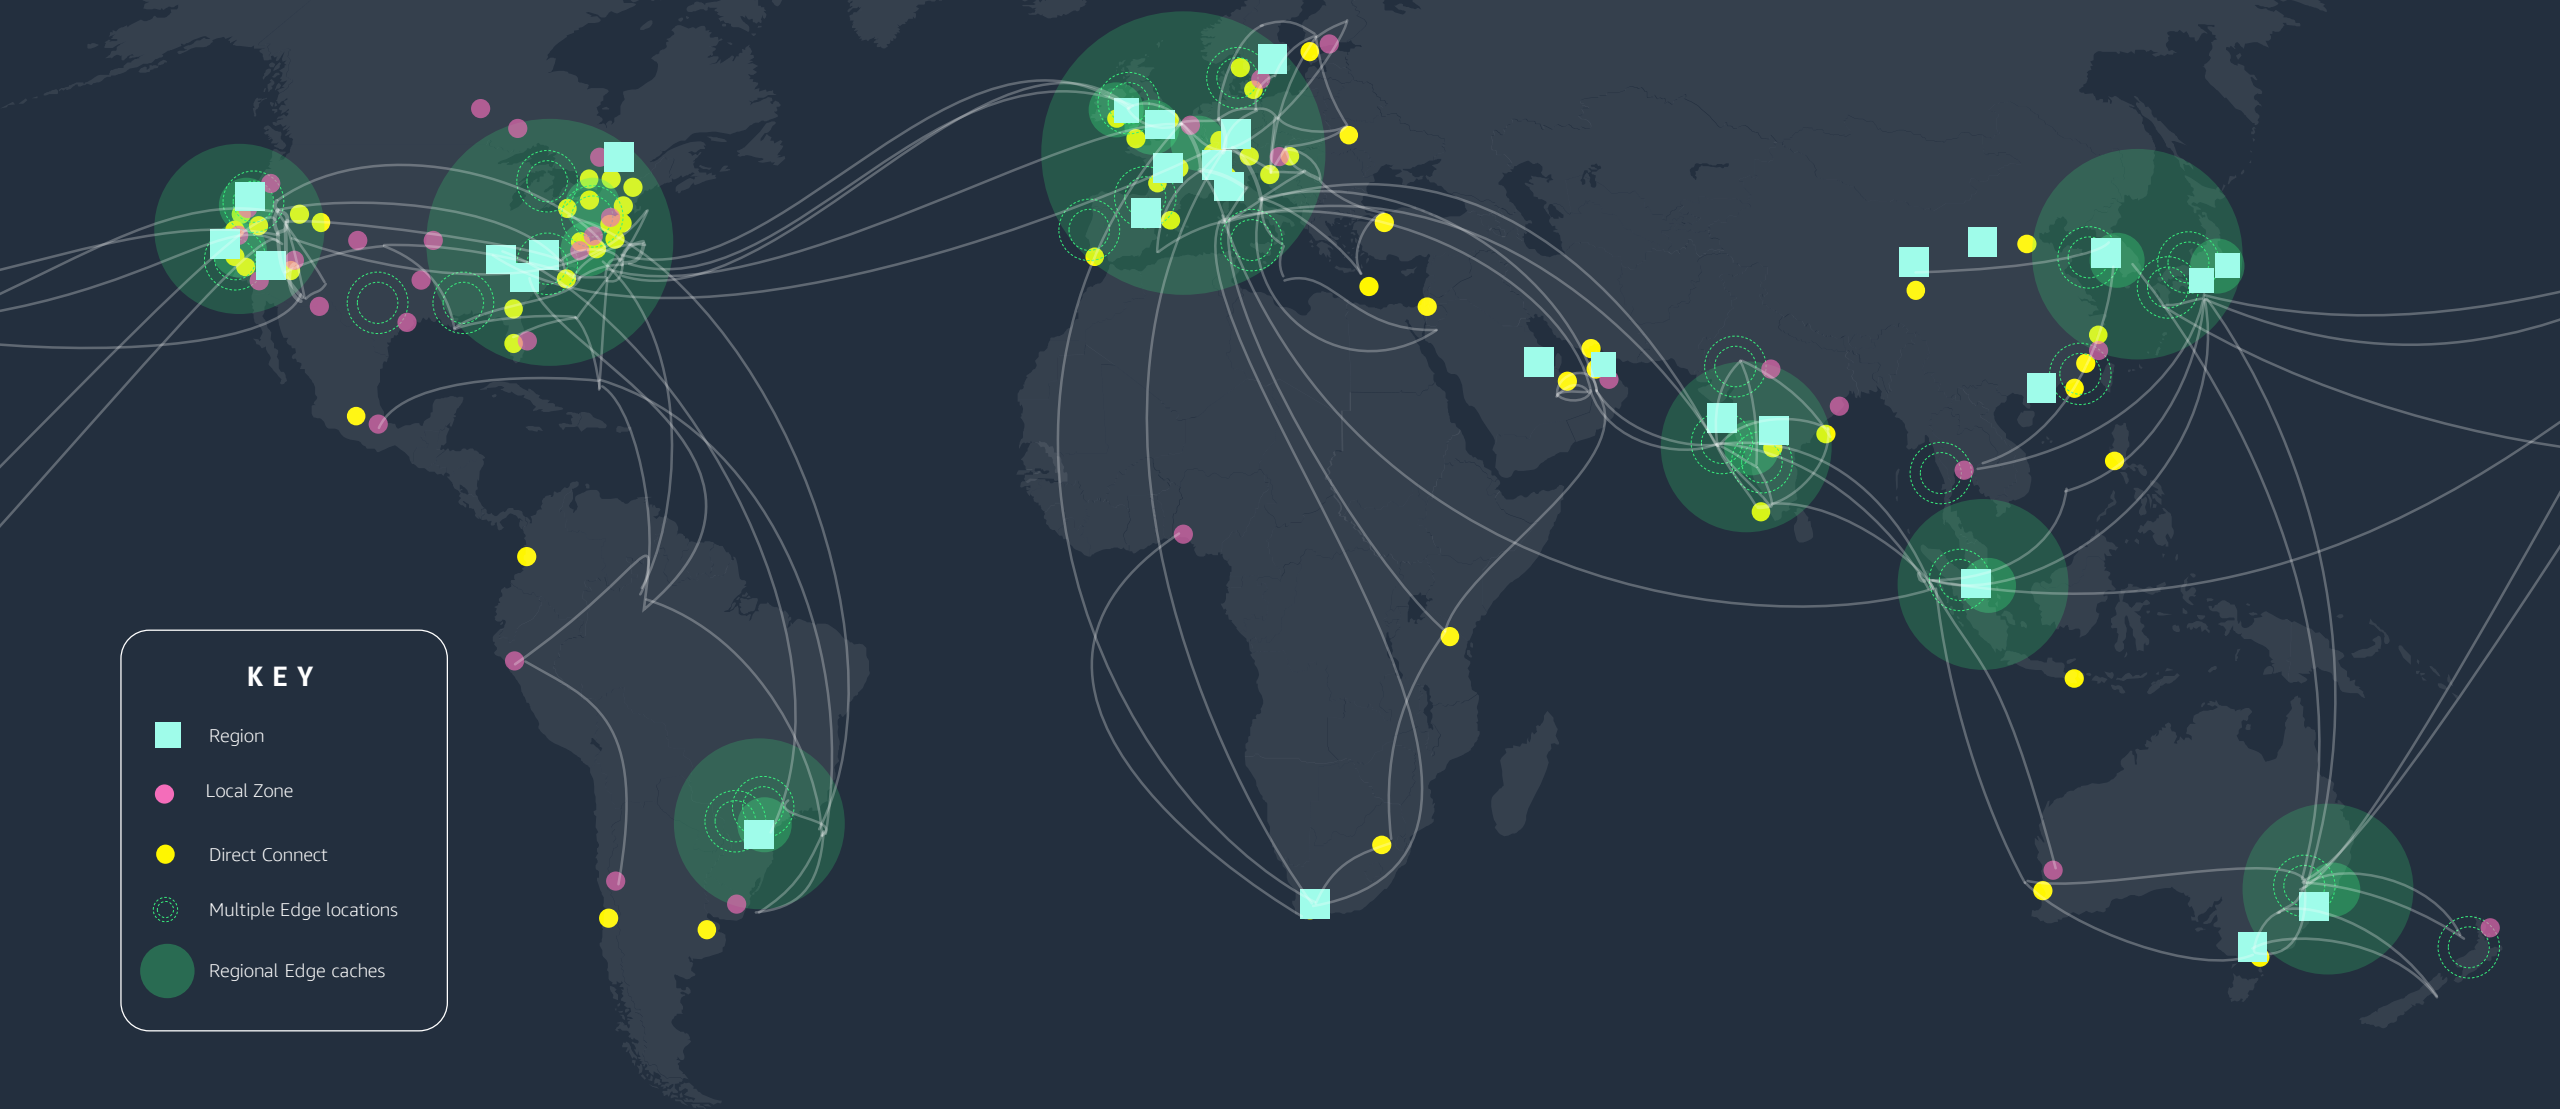 KEY
Region
Local Zone
Direct Connect
Multiple Edge locations
Regional Edge caches